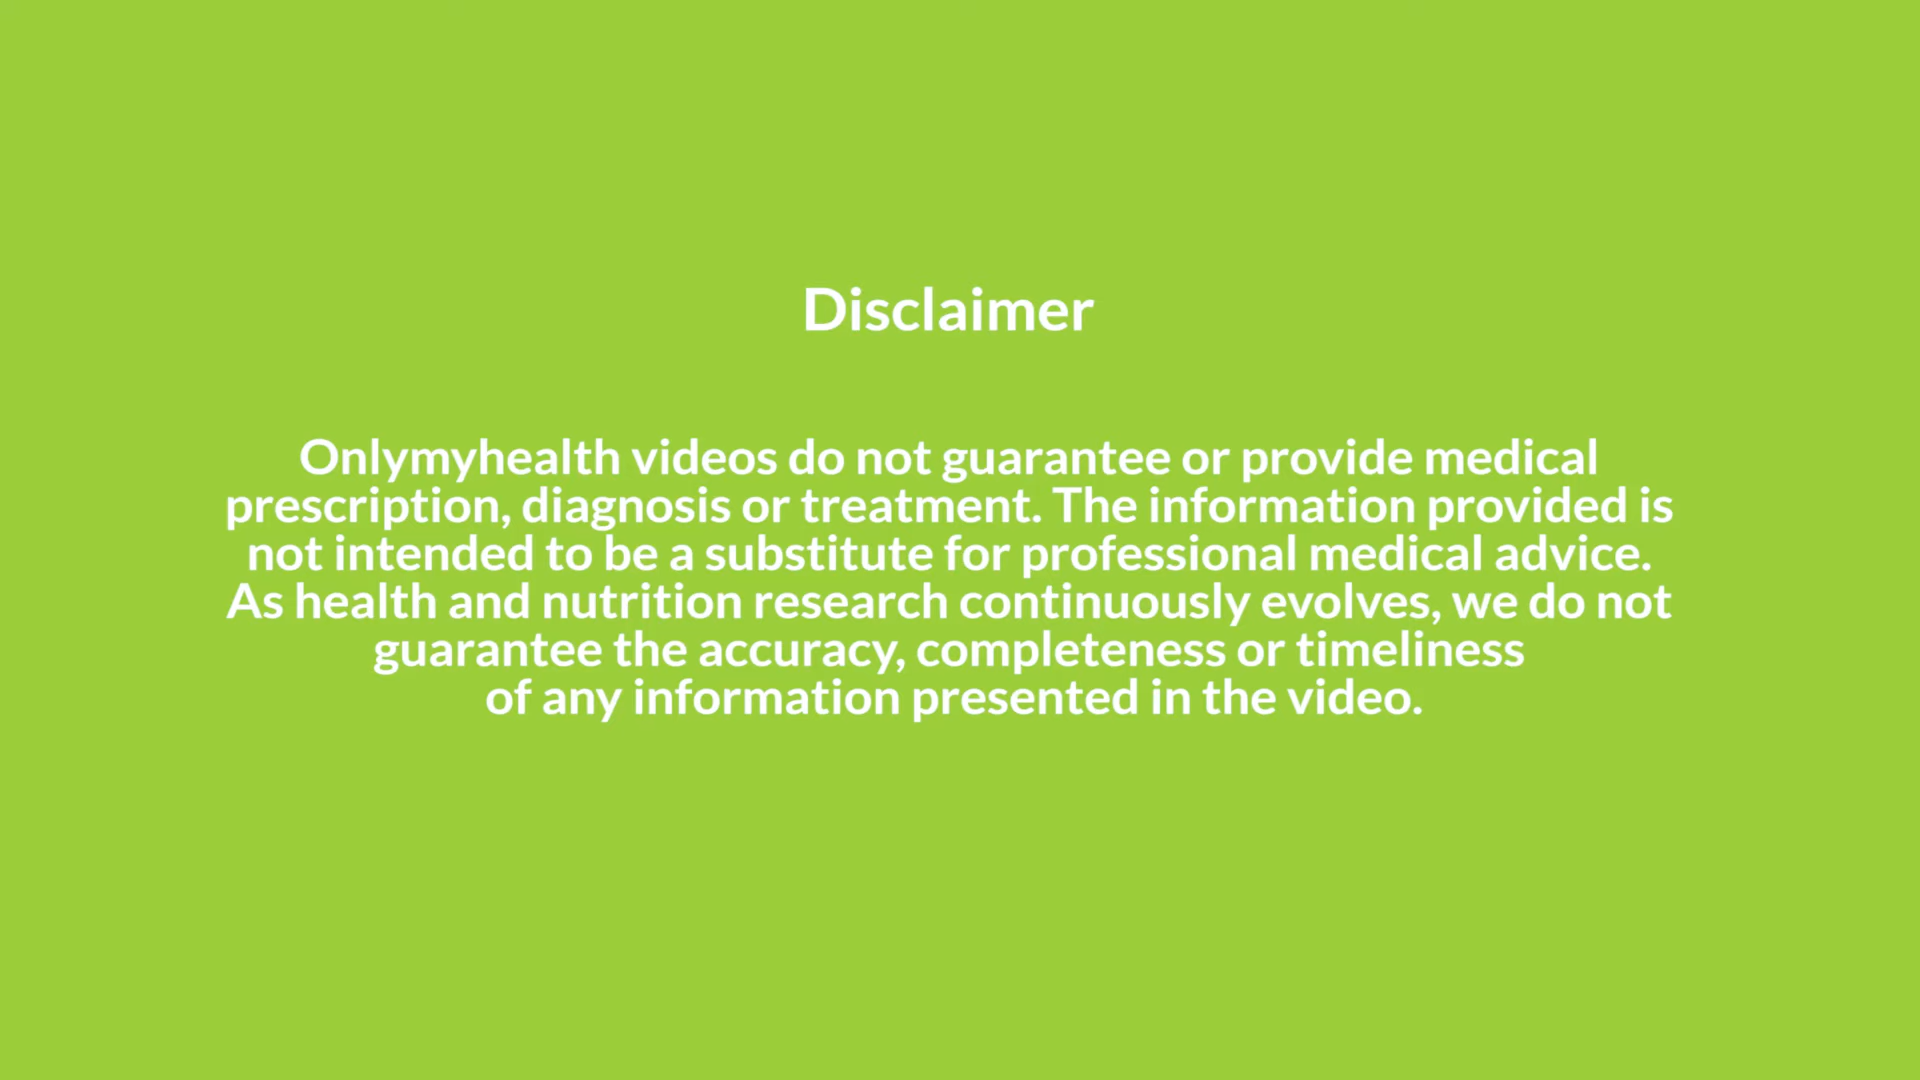 Disclaimer
Onlymyhealth videos do not guarantee or provide medical
prescription, diagnosis or treatment. The information provided is
not intended to be a substitute for professional medical advice.
As health and nutrition research continuously evolves, we do not
guarantee the accuracy, completeness or timeliness
of any information presented in the video.